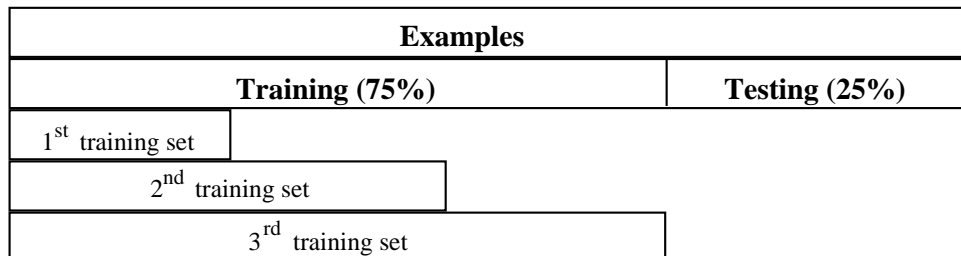 Examples
Training (75%) Testing (25%)
1st training set
2nd training set
3rd training set